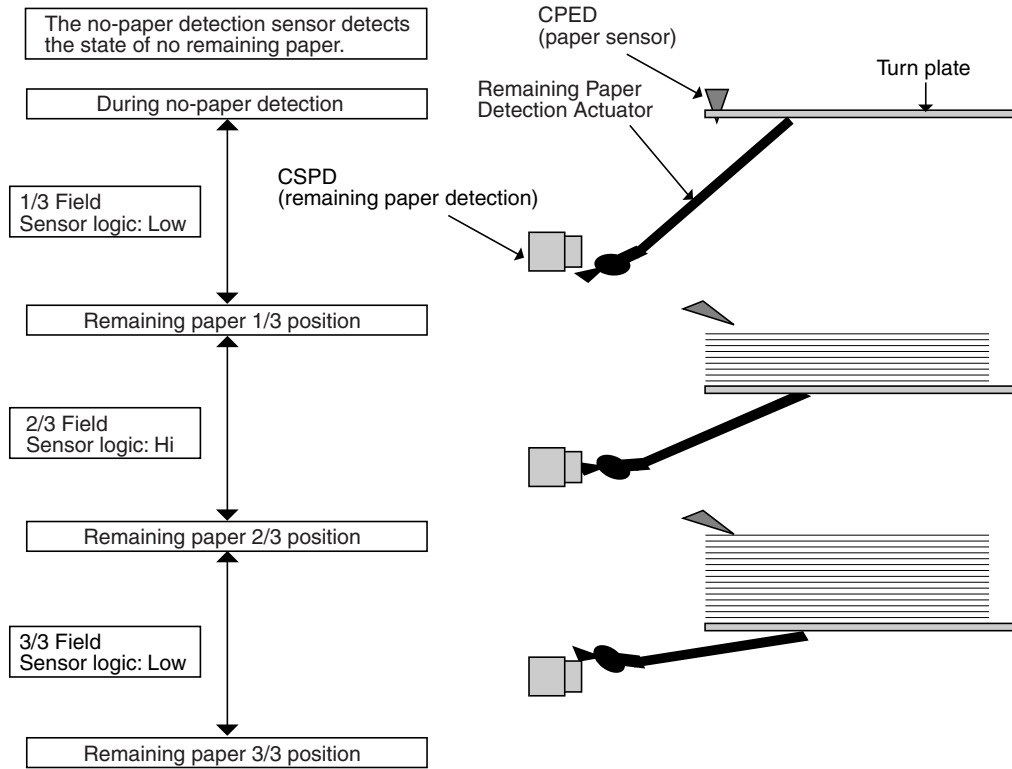 The no-paper detection sensor detects
the state of no remaining paper.
During no-paper detection
1/3 Field
Sensor logic: Low
Remaining paper 1/3 position
2/3 Field
Sensor logic: Hi
Remaining paper 2/3 position
3/3 Field
Sensor logic: Low
Remaining paper 3/3 position
CPED
(paper sensor)
Turn plate
Remaining Paper
Detection Actuator
CSPD
(remaining paper detection)